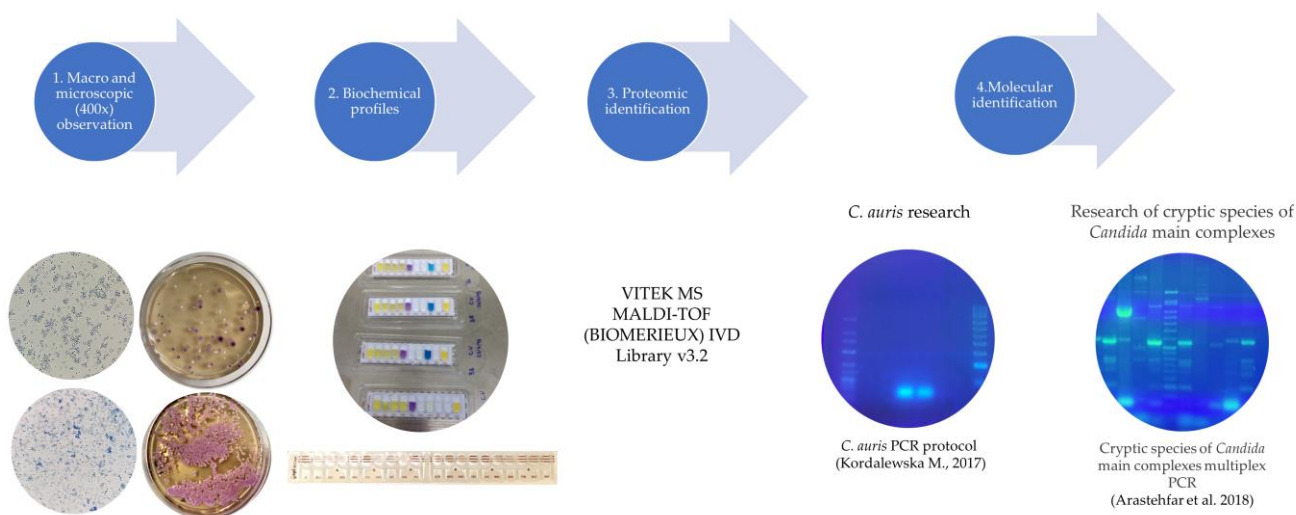 1. Macro and
microscopic
(400x)
observation
2. Biochemical
profiles
3. Proteomic
identification
4.Molecular
identification
C. auris research
Research of cryptic species of
Candida main complexes
VITEK MS
MALDI-TOF
(BIOMERIEUX) IVD
Library v3.2
C. auris PCR protocol
(Kordalewska M., 2017)
Cryptic species of Candida
main complexes multiplex
PCR
(Arastehfar et al. 2018)